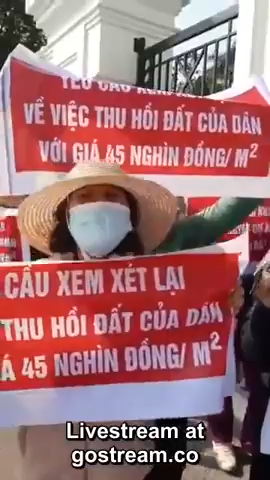 VỀ VIỆC THU HỒI ĐẤT CỦA DÂN
VỚI GIÁ 45 NGHÌN ĐỒNG/ M²
CẦU XEM XÉT LẠI
THU HỒI ĐẤT CỦA DÂN
Á 45 NGHÌN ĐỒNG/ M²
Livestream at
gostream.co